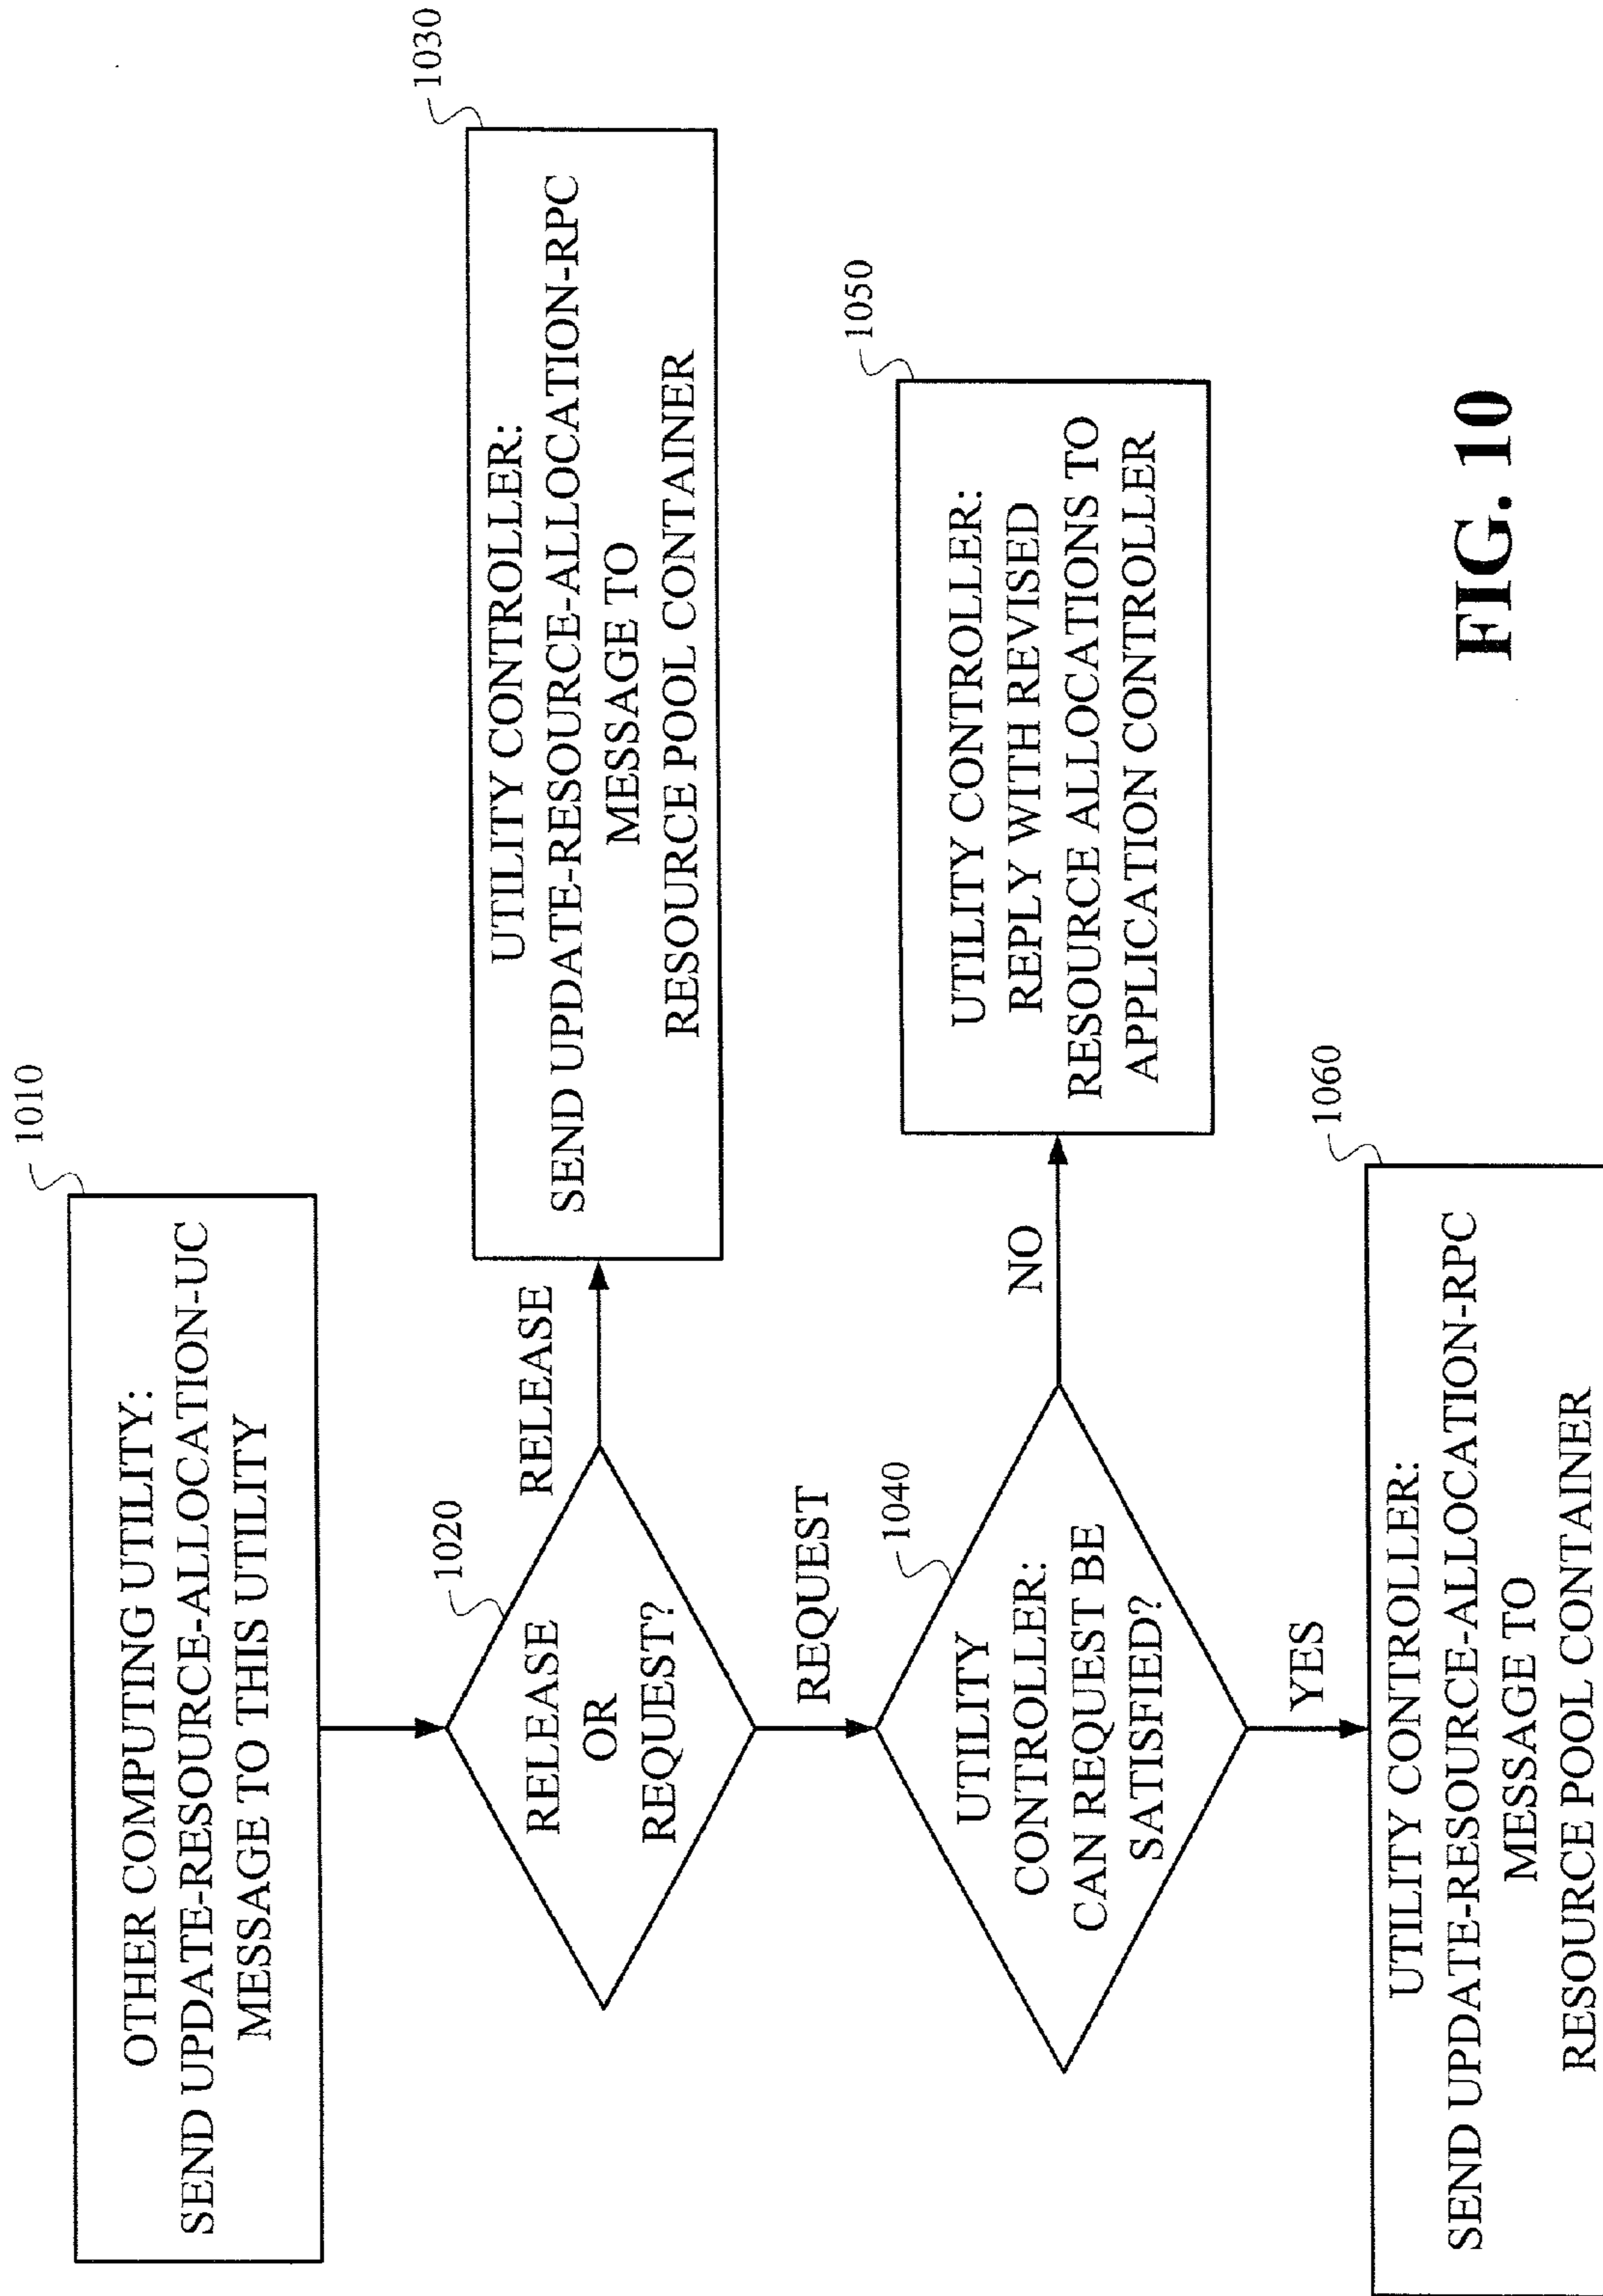 1010
OTHER COMPUTING UTILITY:
SEND UPDATE-RESOURCE-ALLOCATION-UC
MESSAGE TO THIS UTILITY
1020
RELEASE
OR
REQUEST?
RELEASE
1030
UTILITY CONTROLLER:
SEND UPDATE-RESOURCE-ALLOCATION-RPC
MESSAGE TO
RESOURCE POOL CONTAINER
REQUEST
1040
UTILITY
CONTROLLER:
CAN REQUEST BE
SATISFIED?
NO
1050
UTILITY CONTROLLER:
REPLY WITH REVISED
RESOURCE ALLOCATIONS TO
APPLICATION CONTROLLER
YES
1060
UTILITY CONTROLLER:
SEND UPDATE-RESOURCE-ALLOCATION-RPC
MESSAGE TO
RESOURCE POOL CONTAINER
FIG. 10